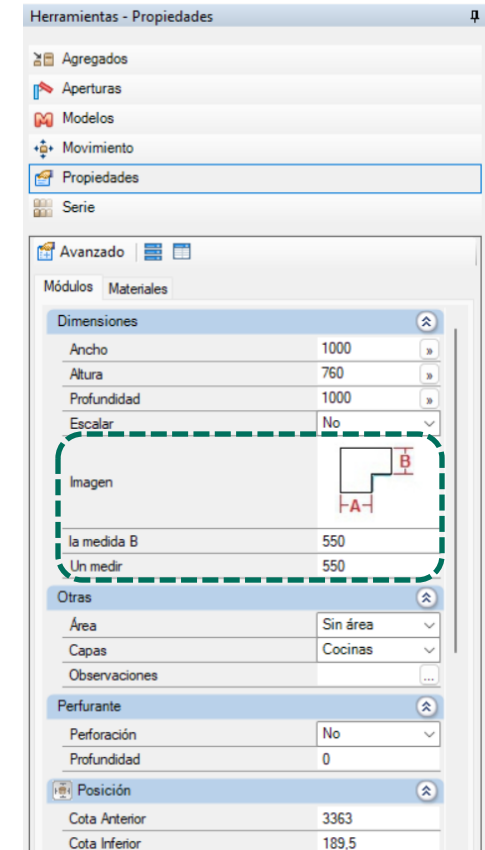 Herramientas - Propiedades
Agregados
Aperturas
Modelos
Movimiento
Propiedades
Serie
Avanzado
Módulos Materiales
Dimensiones
Ancho 1000 »
Altura 760 »
Profundidad 1000 »
Escalar No
Imagen B A
la medida B 550
Un medir 550
Otras
Área Sin área
Capas Cocinas
Observaciones ...
Perfurante
Perforación No
Profundidad 0
Posición
Cota Anterior 3363
Cota Inferior 189,5